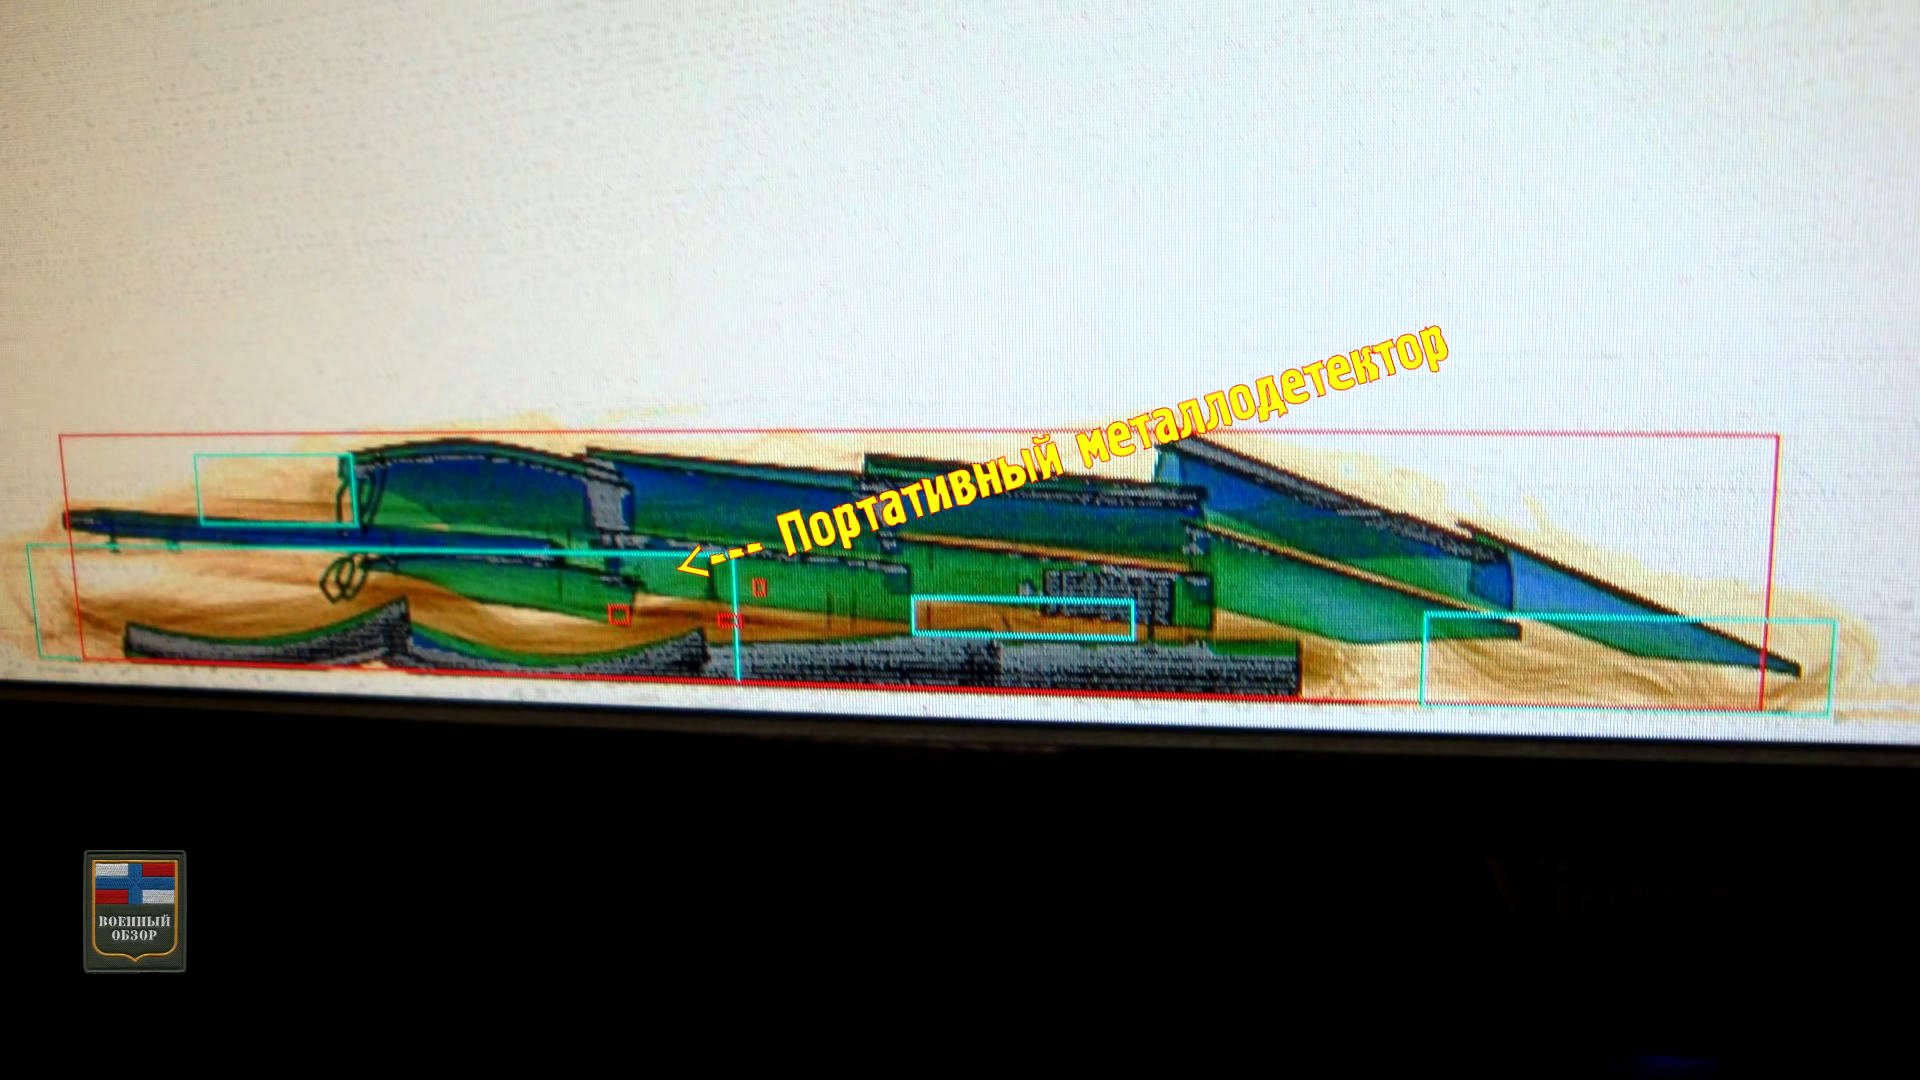 Портативный металлодетектор
ВОЕННЫЙ
ОБЗОР